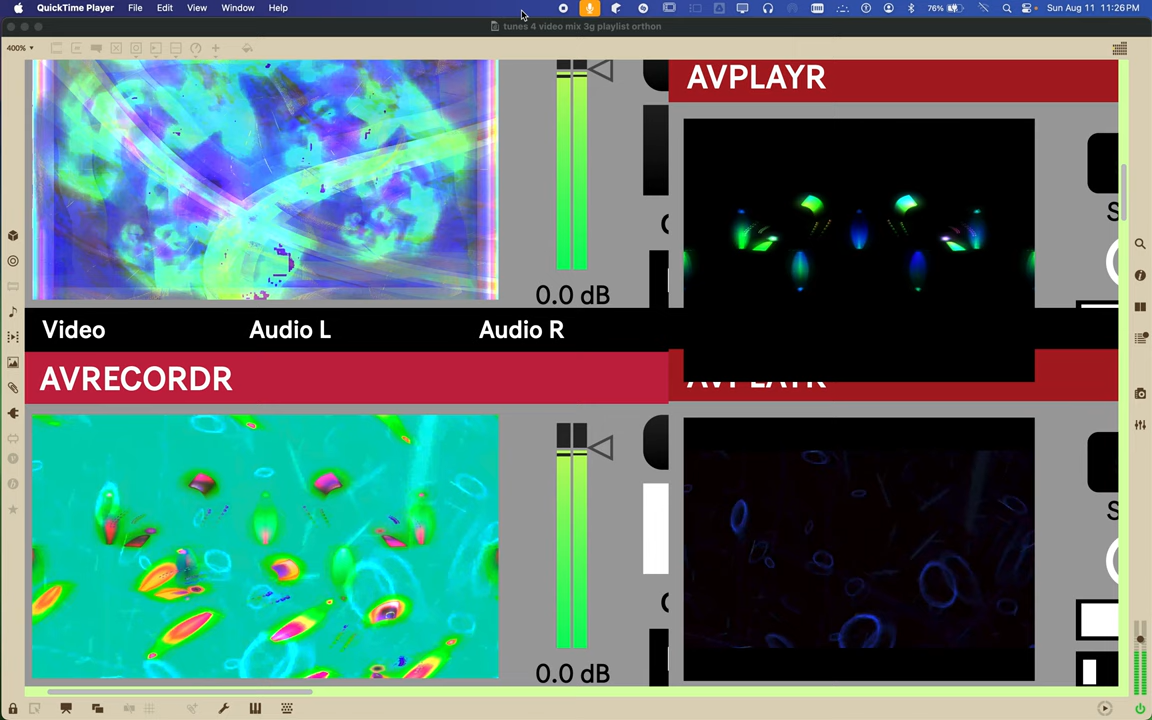 QuickTime Player File Edit View Window Help 76% Sun Aug 11 11:26 PM
tunes 4 video mix 3g playlist orthon
400%
AVPLAYR
S
0.0 dB
Video Audio L Audio R
AVRECORDR
AVPLAYR
S
0.0 dB